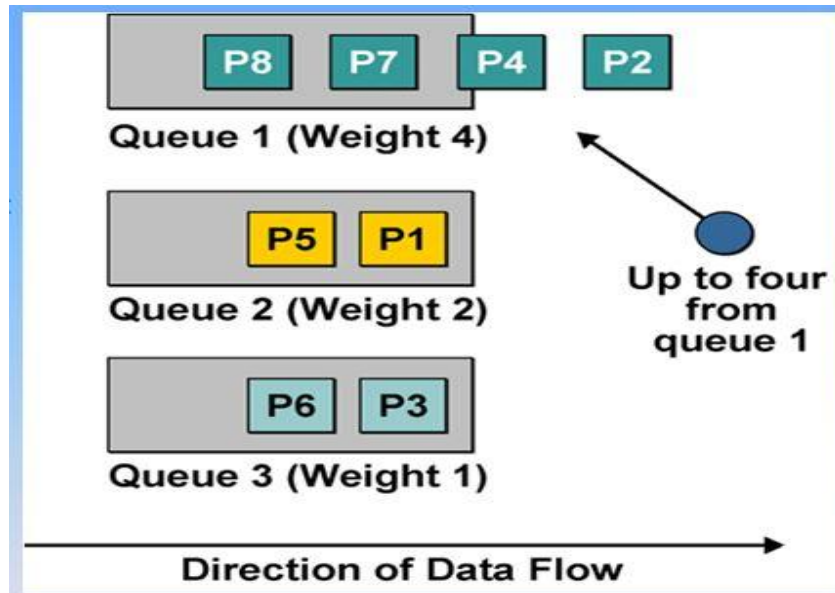 P8 P7 P4 P2
Queue 1 (Weight 4)
P5 P1
Queue 2 (Weight 2)
Up to four
from
queue 1
P6 P3
Queue 3 (Weight 1)
Direction of Data Flow